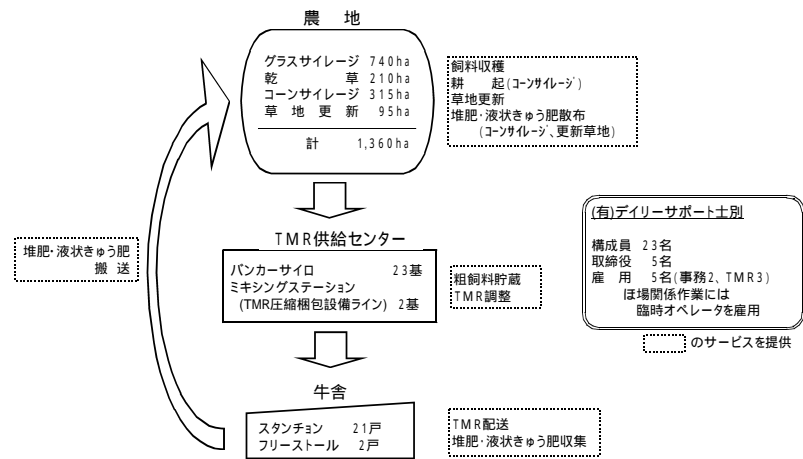 農　地
グラスサイレージ 740ha
乾　　　　草 210ha
コーンサイレージ 315ha
草　地　更　新 95ha
計 1,360ha
飼料収穫
耕　起(コーンサイレージ)
草地更新
堆肥・液状きゅう肥散布
(コーンサイレージ、更新草地)
TMR供給センター
バンカーサイロ 23基
ミキシングステーション
(TMR圧縮梱包設備ライン) 2基
粗飼料貯蔵
TMR調整
堆肥・液状きゅう肥
搬 送
(有)デイリーサポート士別
構成員 23名
取締役 5名
雇　用 5名(事務2、TMR3)
ほ場関係作業には
臨時オペレータを雇用
のサービスを提供
牛舎
スタンチョン 21戸
フリーストール 2戸
TMR配送
堆肥・液状きゅう肥収集